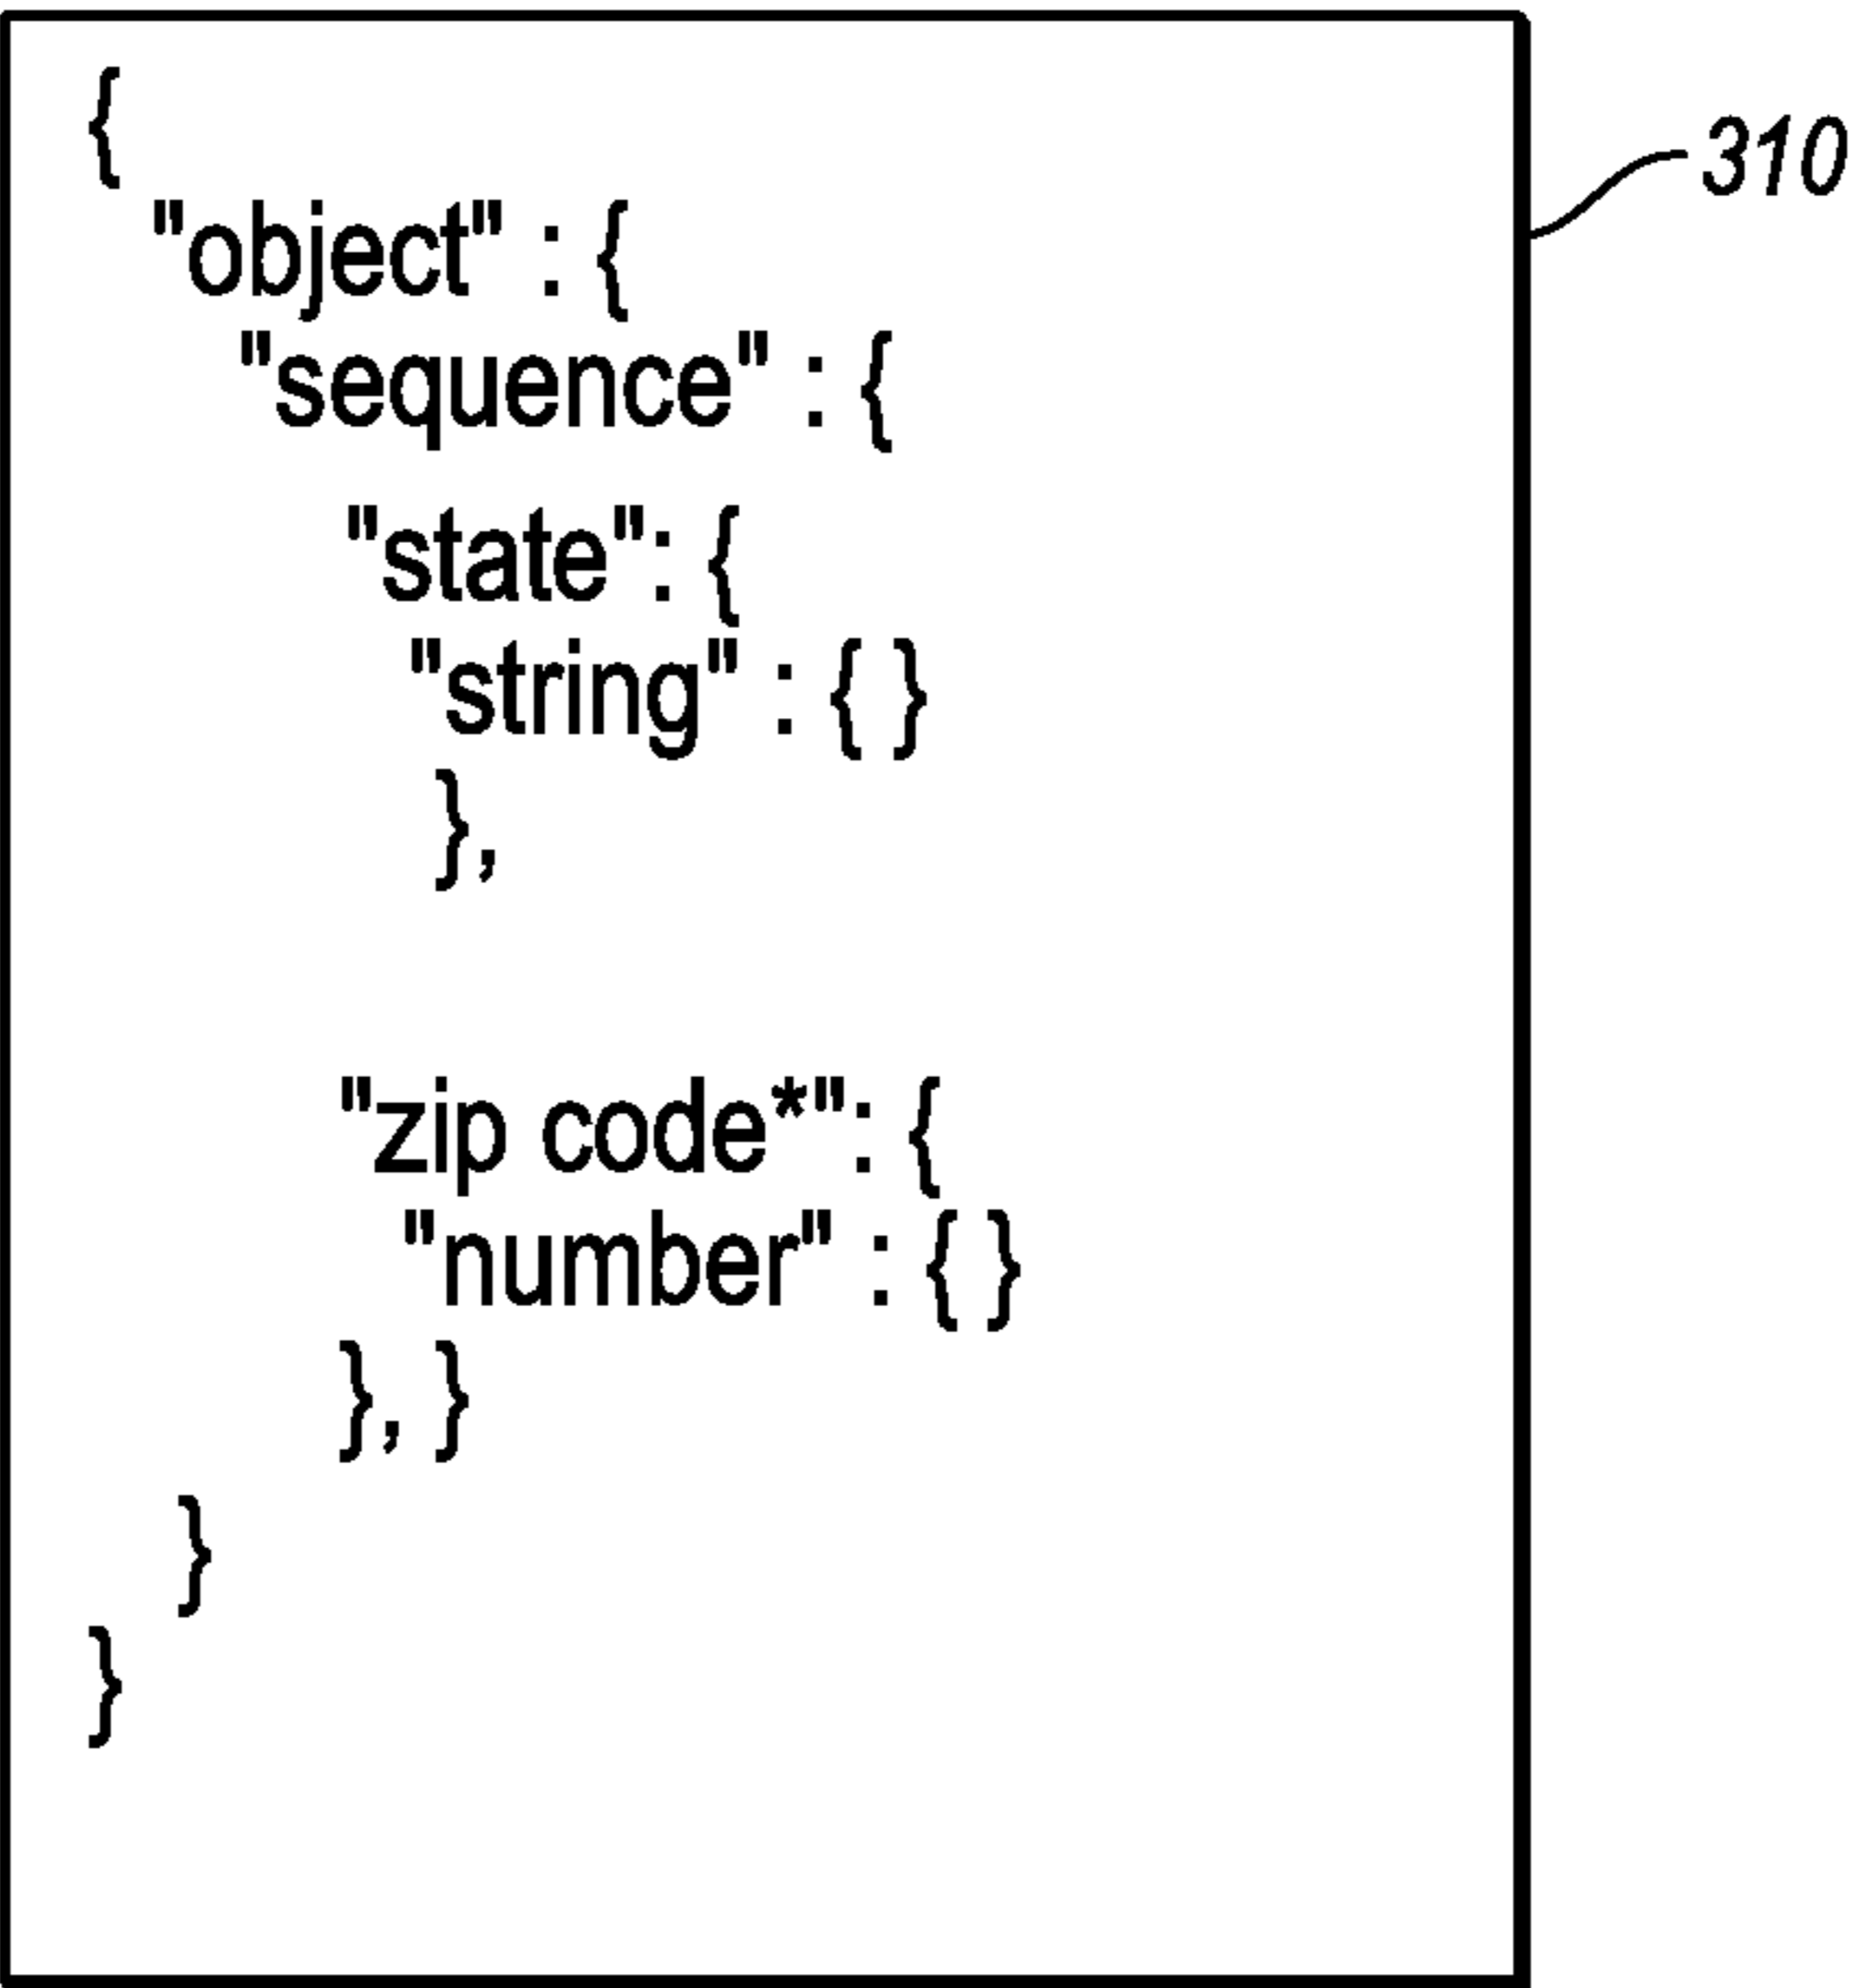 {
"object" : {
"sequence" : {
"state": {
"string" : { }
},
"zip code*": {
"number" : { }
}, }
}
}
310